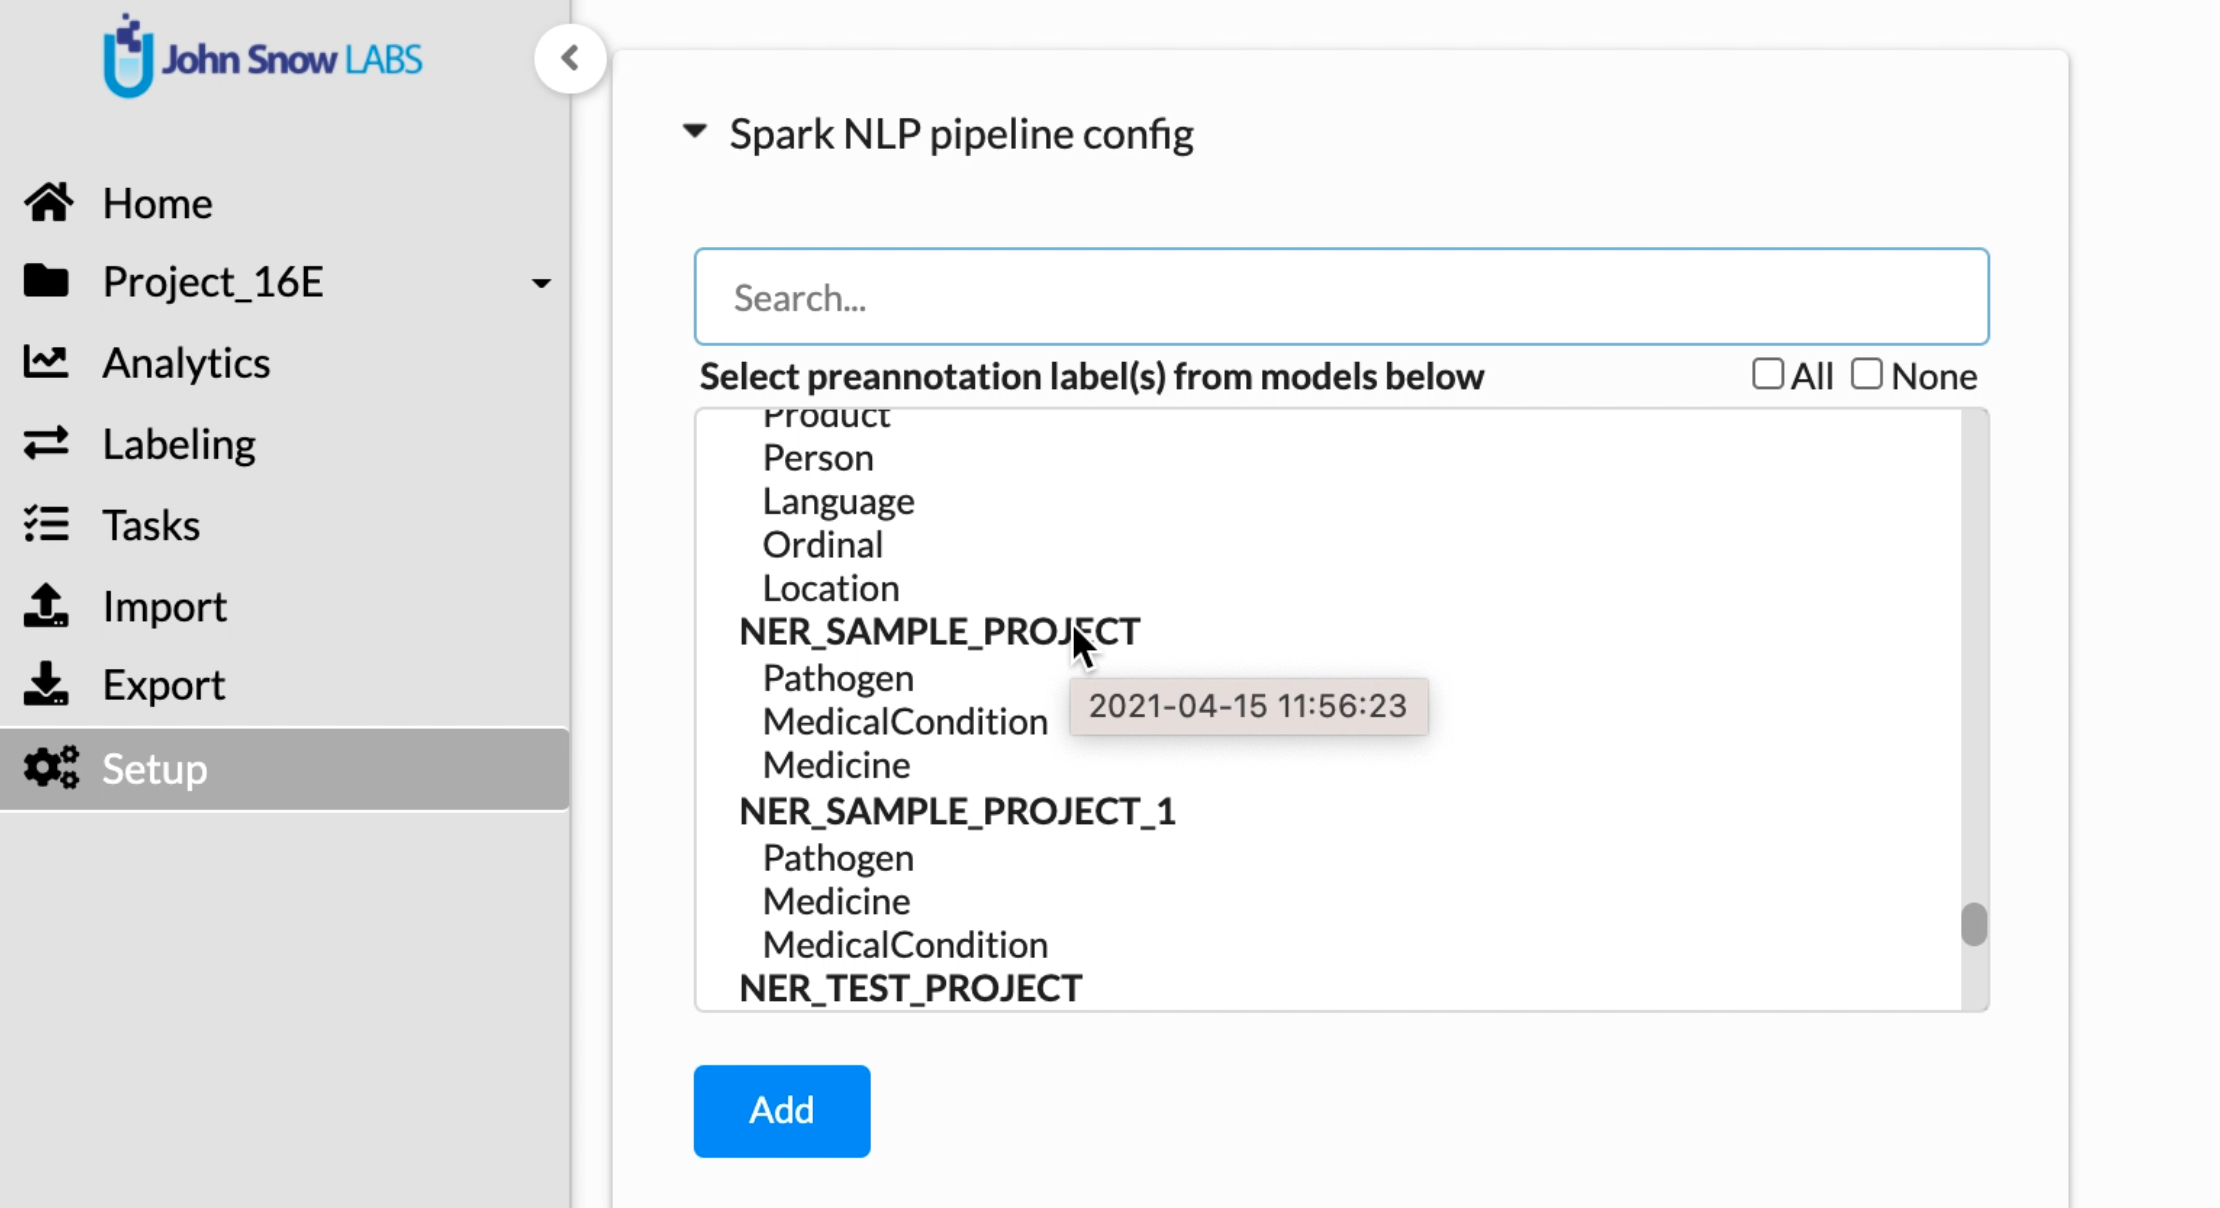 John Snow LABS
Home
Project_16E
Analytics
Labeling
Tasks
Import
Export
Setup
Spark NLP pipeline config
Search...
Select preannotation label(s) from models below
All
None
Product
Person
Language
Ordinal
Location
NER_SAMPLE_PROJECT
Pathogen
2021-04-15 11:56:23
MedicalCondition
Medicine
NER_SAMPLE_PROJECT_1
Pathogen
Medicine
MedicalCondition
NER_TEST_PROJECT
Add